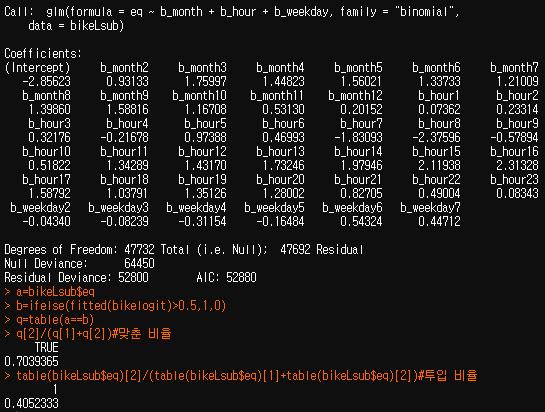 Call:  glm(formula = eq ~ b_month + b_hour + b_weekday, family = "binomial",
    data = bikeLsub)
Coefficients:
(Intercept)     b_month2     b_month3     b_month4     b_month5     b_month6     b_month7
   -2.85623      0.93133      1.75997      1.44823      1.56021      1.33733      1.21009
   b_month8     b_month9    b_month10    b_month11    b_month12      b_hour1      b_hour2
    1.39860      1.58816      1.16708      0.53130      0.20152      0.07362      0.23314
    b_hour3      b_hour4      b_hour5      b_hour6      b_hour7      b_hour8      b_hour9
    0.32176     -0.21678      0.97388      0.46993     -1.83093     -2.37596     -0.57894
   b_hour10     b_hour11     b_hour12     b_hour13     b_hour14     b_hour15     b_hour16
    0.51822      1.34289      1.43170      1.73246      1.97946      2.11938      2.31328
   b_hour17     b_hour18     b_hour19     b_hour20     b_hour21     b_hour22     b_hour23
    1.58792      1.03791      1.35126      1.28002      0.82705      0.49004      0.08343
 b_weekday2   b_weekday3   b_weekday4   b_weekday5   b_weekday6   b_weekday7
   -0.04340     -0.08239     -0.31154     -0.16484      0.54324      0.44712
Degrees of Freedom: 47732 Total (i.e. Null);  47692 Residual
Null Deviance:      64450
Residual Deviance: 52800        AIC: 52880
> a=bikeLsub$eq
> b=ifelse(fitted(bikelogit)>0.5,1,0)
> q=table(a==b)
> q[2]/(q[1]+q[2])#맞춘 비율
     TRUE
0.7039365
> table(bikeLsub$eq)[2]/(table(bikeLsub$eq)[1]+table(bikeLsub$eq)[2])#투입 비율
        1
0.4052333